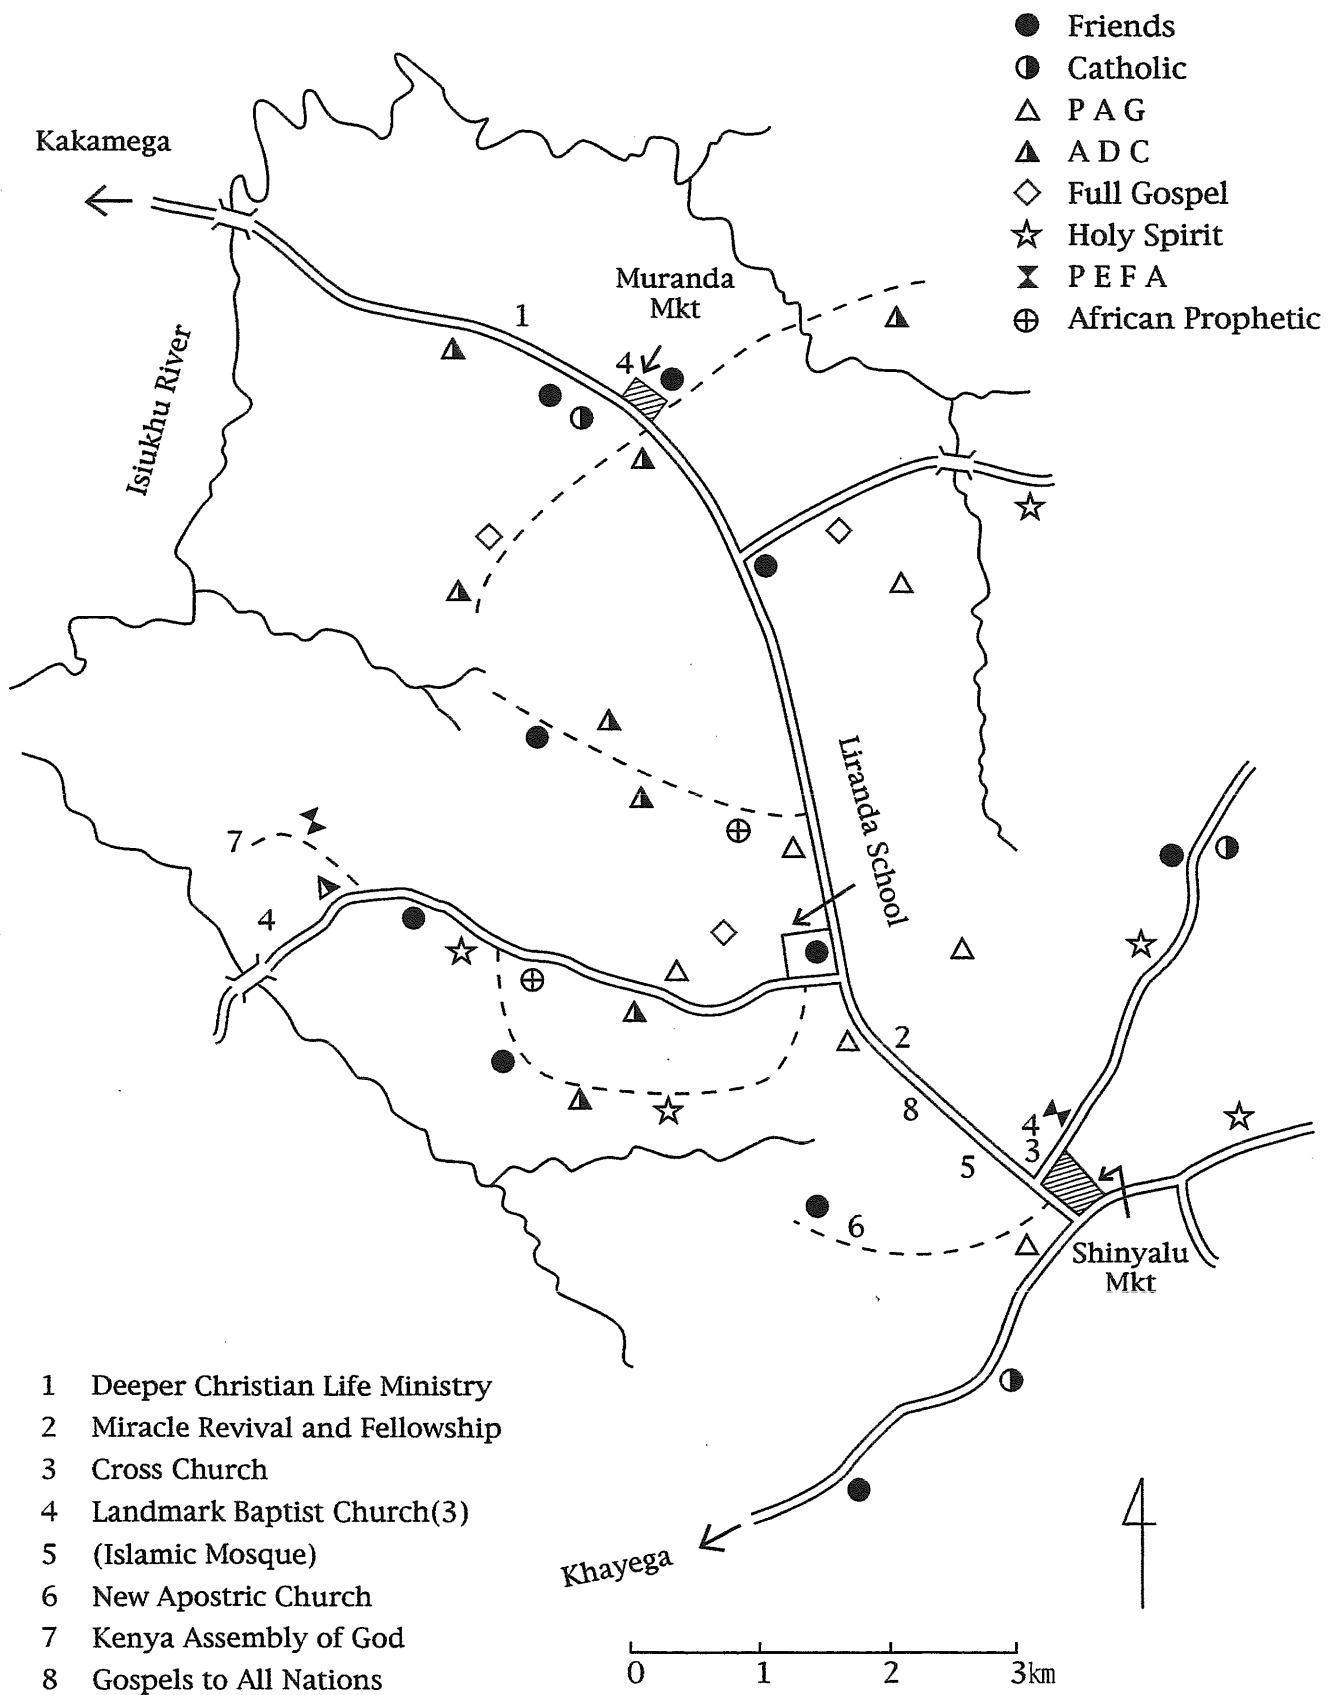 Friends
Catholic
P A G
A D C
Full Gospel
Holy Spirit
P E F A
African Prophetic
Kakamega
Isiukhu River
1
Muranda
Mkt
4
Liranda School
7
4
2
8
4
3
5
6
Shinyalu
Mkt
Khayega
1 Deeper Christian Life Ministry
2 Miracle Revival and Fellowship
3 Cross Church
4 Landmark Baptist Church(3)
5 (Islamic Mosque)
6 New Apostric Church
7 Kenya Assembly of God
8 Gospels to All Nations
0 1 2 3km